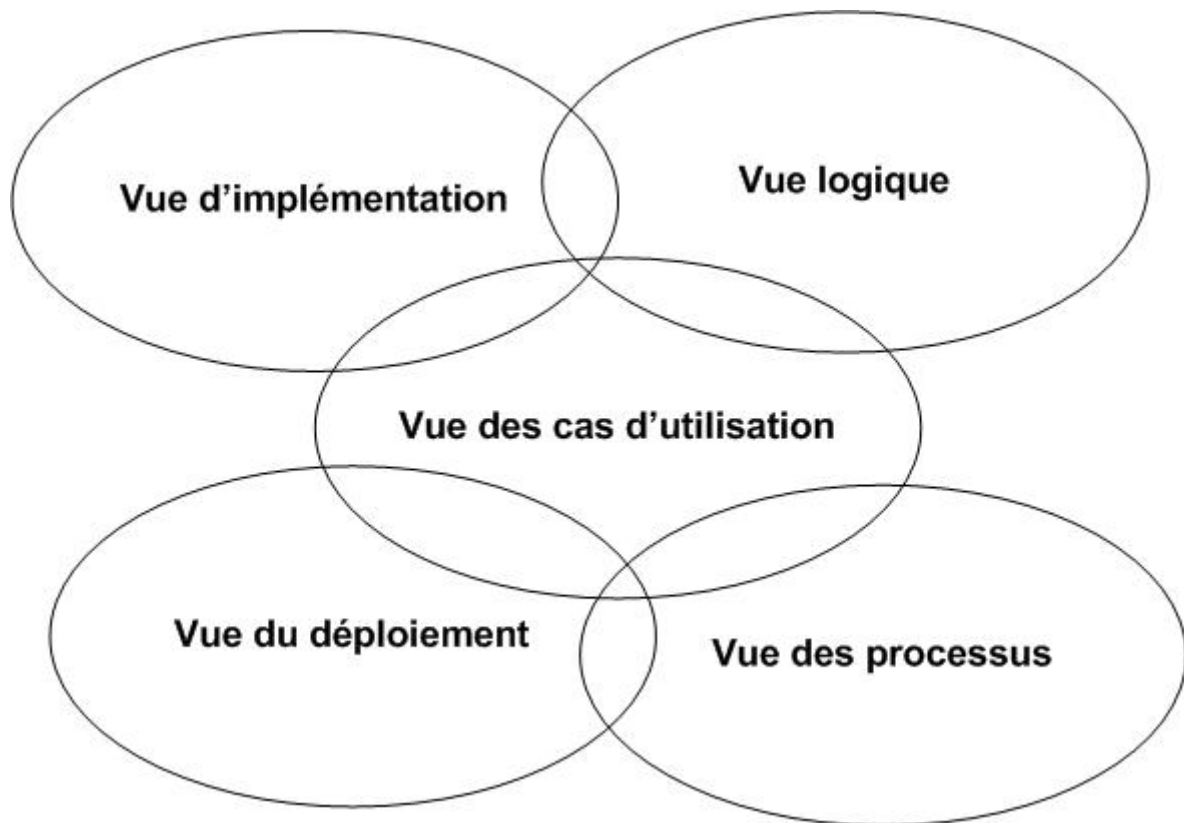 Vue d’implémentation
Vue logique
Vue des cas d’utilisation
Vue du déploiement
Vue des processus